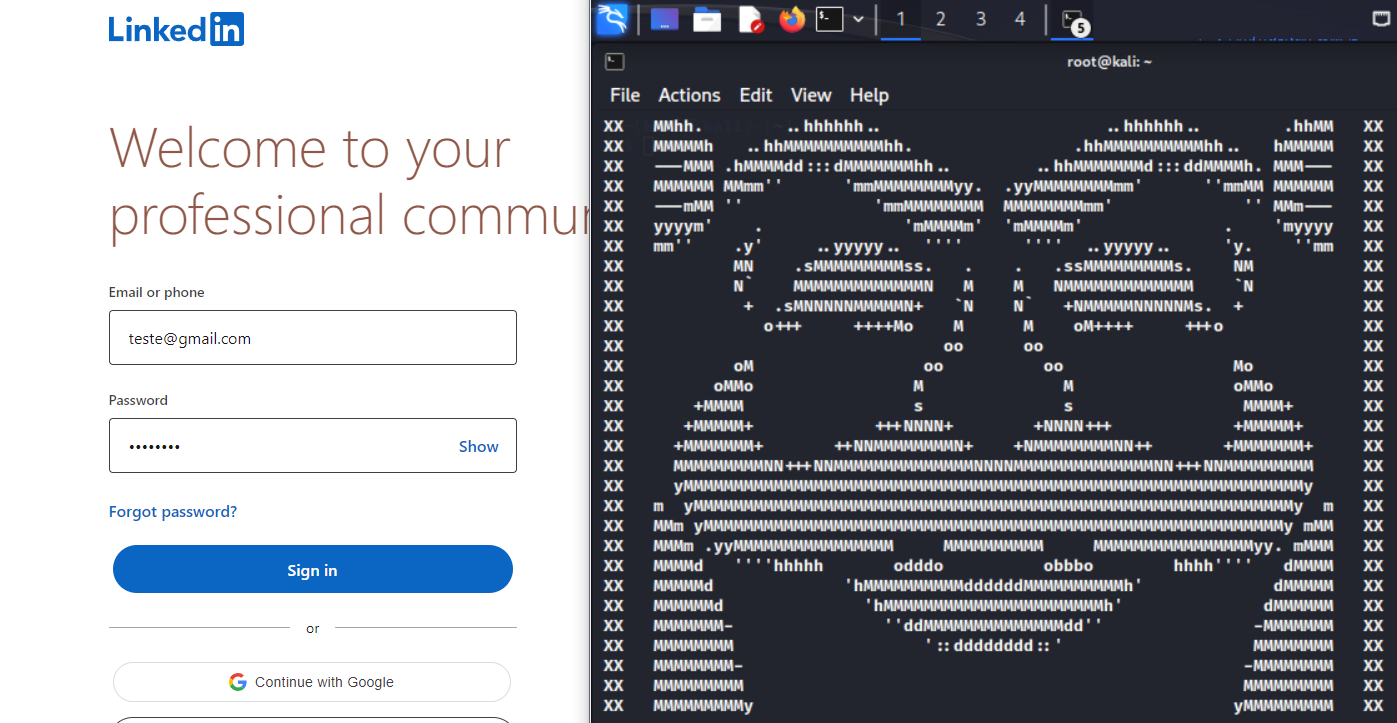 LinkedIn
Welcome to your
professional commu
Email or phone
teste@gmail.com
Password
••••••••
Show
Forgot password?
Sign in
or
Continue with Google
1 2 3 4
5
root@kali: ~
File Actions Edit View Help
XX   MMhh.        ..hhhhhh..                      ..hhhhhh..        .hhMM   XX
XX   MMMMMh   ..hhMMMMMMMMMMhh.                .hhMMMMMMMMMMhh..   hMMMMM   XX
XX   ---MMM .hMMMMdd:::dMMMMMMMhh..        ..hhMMMMMMMd:::ddMMMMh. MMM---   XX
XX   MMMMMM MMmm''      'mmMMMMMMMMyy.  .yyMMMMMMMMmm'      ''mmMM MMMMMM   XX
XX   ---mMM ''             'mmMMMMMMMM  MMMMMMMMmm'             '' MMm---   XX
XX   yyyym'    .              'mMMMMm'  'mMMMMm'              .    'myyyy   XX
XX   mm''    .y'     ..yyyyy..  ''''      ''''  ..yyyyy..     'y.    ''mm   XX
XX           MN    .sMMMMMMMMMss.   .    .   .ssMMMMMMMMMs.    NM           XX
XX           N`    MMMMMMMMMMMMMN   M    M   NMMMMMMMMMMMMM    `N           XX
XX            +  .sMNNNNNMMMMMN+   `N    N`   +NMMMMMNNNNNMs.  +            XX
XX              o+++     ++++Mo    M      M    oM++++     +++o              XX
XX                                oo      oo                                XX
XX           oM                 oo          oo                 Mo           XX
XX         oMMo                M              M                oMMo         XX
XX       +MMMM                 s              s                 MMMM+       XX
XX      +MMMMM+            +++NNNN+        +NNNN+++            +MMMMM+      XX
XX     +MMMMMMM+       ++NNMMMMMMMMN+    +NMMMMMMMMNN++       +MMMMMMM+     XX
XX     MMMMMMMMMNN+++NNMMMMMMMMMMMMMMNNNNMMMMMMMMMMMMMMNN+++NNMMMMMMMMM     XX
XX     yMMMMMMMMMMMMMMMMMMMMMMMMMMMMMMMMMMMMMMMMMMMMMMMMMMMMMMMMMMMMMMy     XX
XX   m  yMMMMMMMMMMMMMMMMMMMMMMMMMMMMMMMMMMMMMMMMMMMMMMMMMMMMMMMMMMMMy  m   XX
XX   MMm yMMMMMMMMMMMMMMMMMMMMMMMMMMMMMMMMMMMMMMMMMMMMMMMMMMMMMMMMMMy mMM   XX
XX   MMMm .yyMMMMMMMMMMMMMMMM     MMMMMMMMMM     MMMMMMMMMMMMMMMMyy. mMMM   XX
XX   MMMMd   ''''hhhhh       odddo          obbbo        hhhh''''   dMMMM   XX
XX   MMMMMd             'hMMMMMMMMMMddddddMMMMMMMMMMh'             dMMMMM   XX
XX   MMMMMMd              'hMMMMMMMMMMMMMMMMMMMMMMh'              dMMMMMM   XX
XX   MMMMMMM-               ''ddMMMMMMMMMMMMMMdd''               -MMMMMMM   XX
XX   MMMMMMMM                   '::dddddddd::'                   MMMMMMMM   XX
XX   MMMMMMMM-                                                  -MMMMMMMM   XX
XX   MMMMMMMMM                                                  MMMMMMMMM   XX
XX   MMMMMMMMMy                                                yMMMMMMMMM   XX